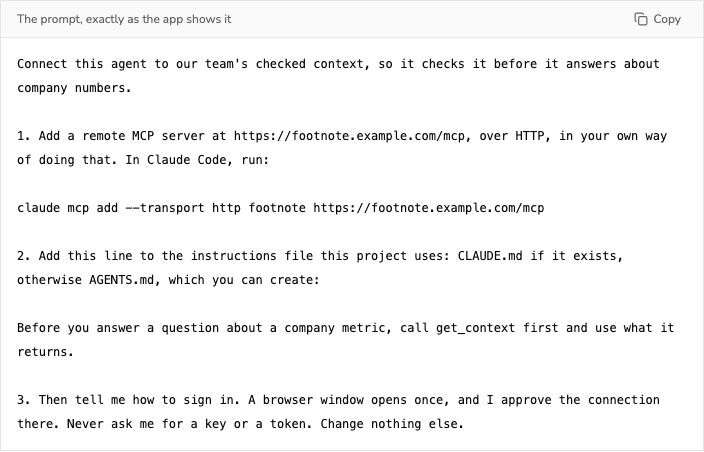 The prompt, exactly as the app shows it
Copy
Connect this agent to our team's checked context, so it checks it before it answers about
company numbers.
1. Add a remote MCP server at https://footnote.example.com/mcp, over HTTP, in your own way
of doing that. In Claude Code, run:
claude mcp add --transport http footnote https://footnote.example.com/mcp
2. Add this line to the instructions file this project uses: CLAUDE.md if it exists,
otherwise AGENTS.md, which you can create:
Before you answer a question about a company metric, call get_context first and use what it
returns.
3. Then tell me how to sign in. A browser window opens once, and I approve the connection
there. Never ask me for a key or a token. Change nothing else.